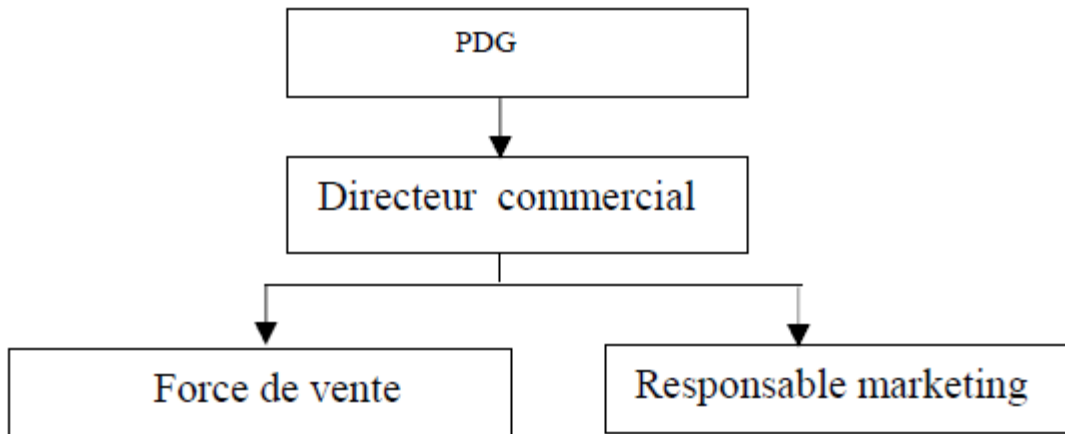 PDG
Directeur commercial
Force de vente
Responsable marketing